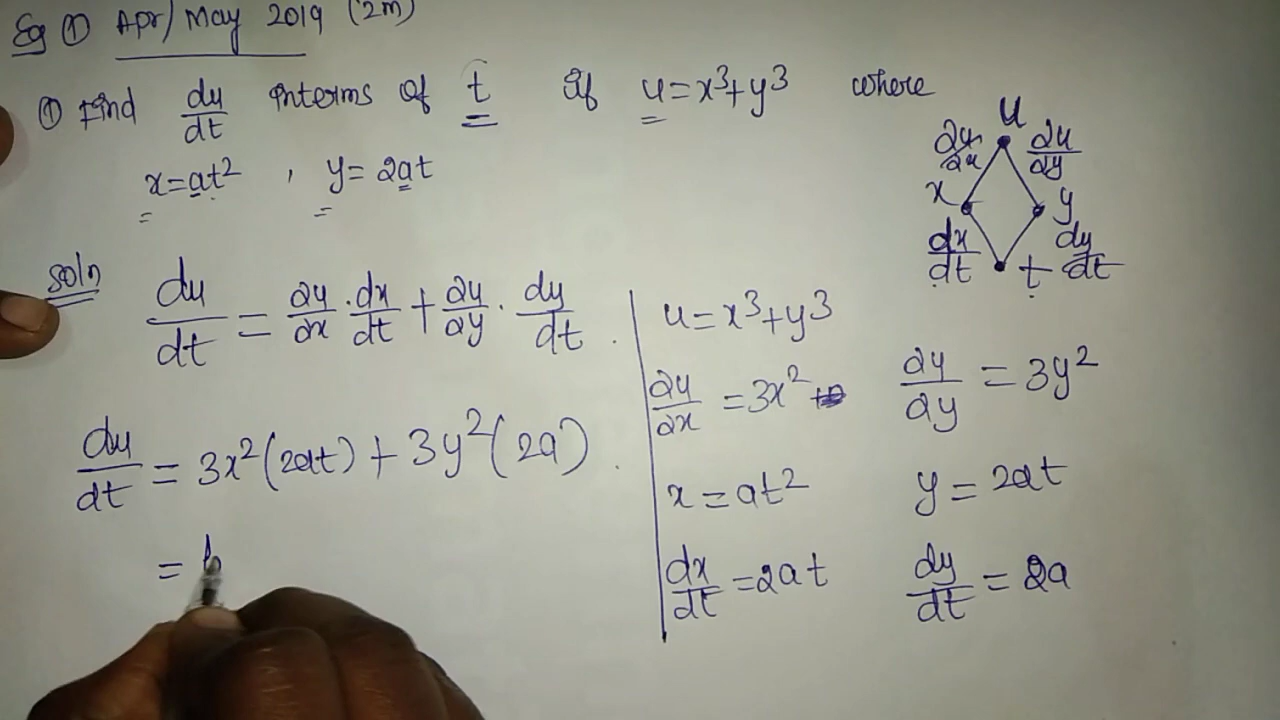 Eg ① Apr/May 2019 (2m)
① Find du/dt interms of t if u=x³+y³ where
x=at² , y=2at
u
∂u/∂x ∂u/∂y
x y
dx/dt t dy/dt
soln
du/dt = ∂u/∂x . dx/dt + ∂u/∂y . dy/dt .
du/dt = 3x²(2at) + 3y²(2a) .
=
u=x³+y³
∂u/∂x = 3x² ∂y/∂y = 3y²
x = at² y = 2at
dx/dt = 2at dy/dt = 2a